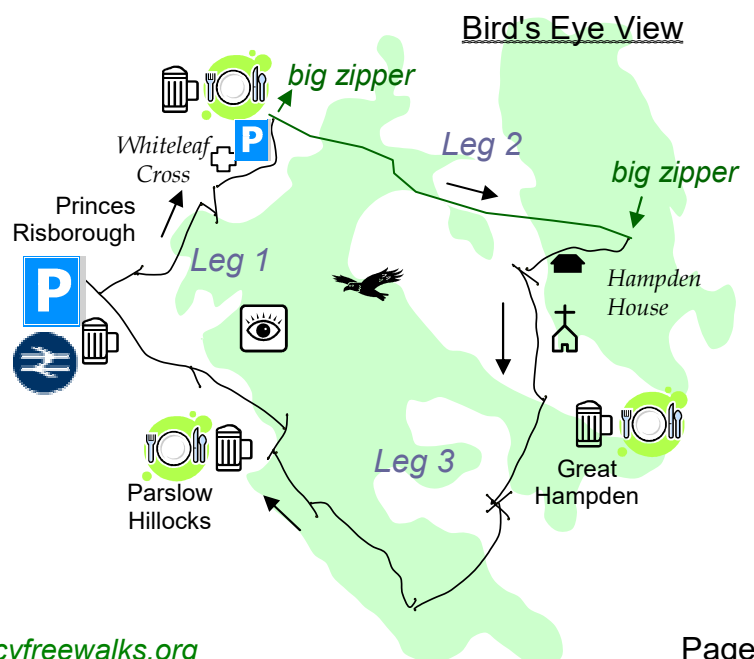 Bird's Eye View
big zipper
Leg 2
Whiteleaf
Cross
P
big zipper
Princes
Risborough
Leg 1
Hampden
House
P
Leg 3
Great
Hampden
Parslow
Hillocks
cyfreewalks.org
Page